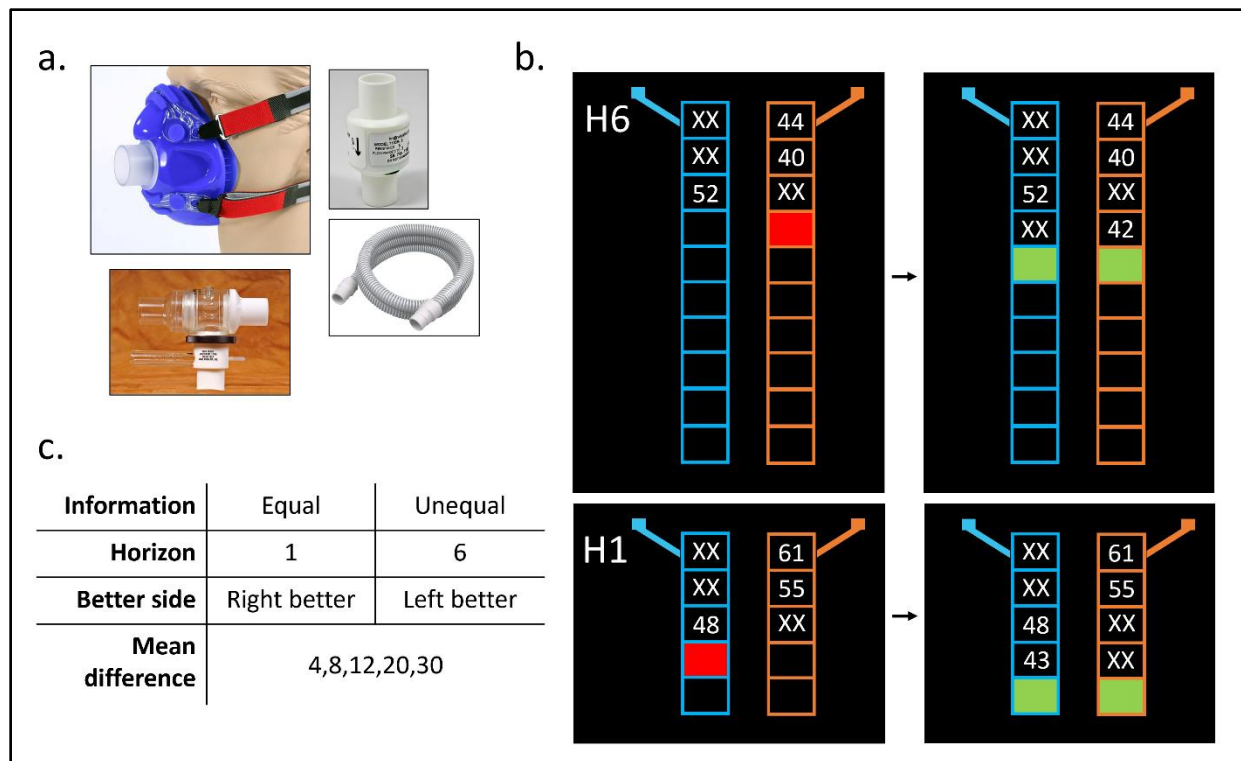 a.
b.
H6
XX 44
XX 40
52 XX
XX 44
XX 40
52 XX
XX 42
c.
Information Equal Unequal
Horizon 1 6
Better side Right better Left better
Mean
difference 4,8,12,20,30
H1
XX 61
XX 55
48 XX
XX 61
XX 55
48 XX
43 XX